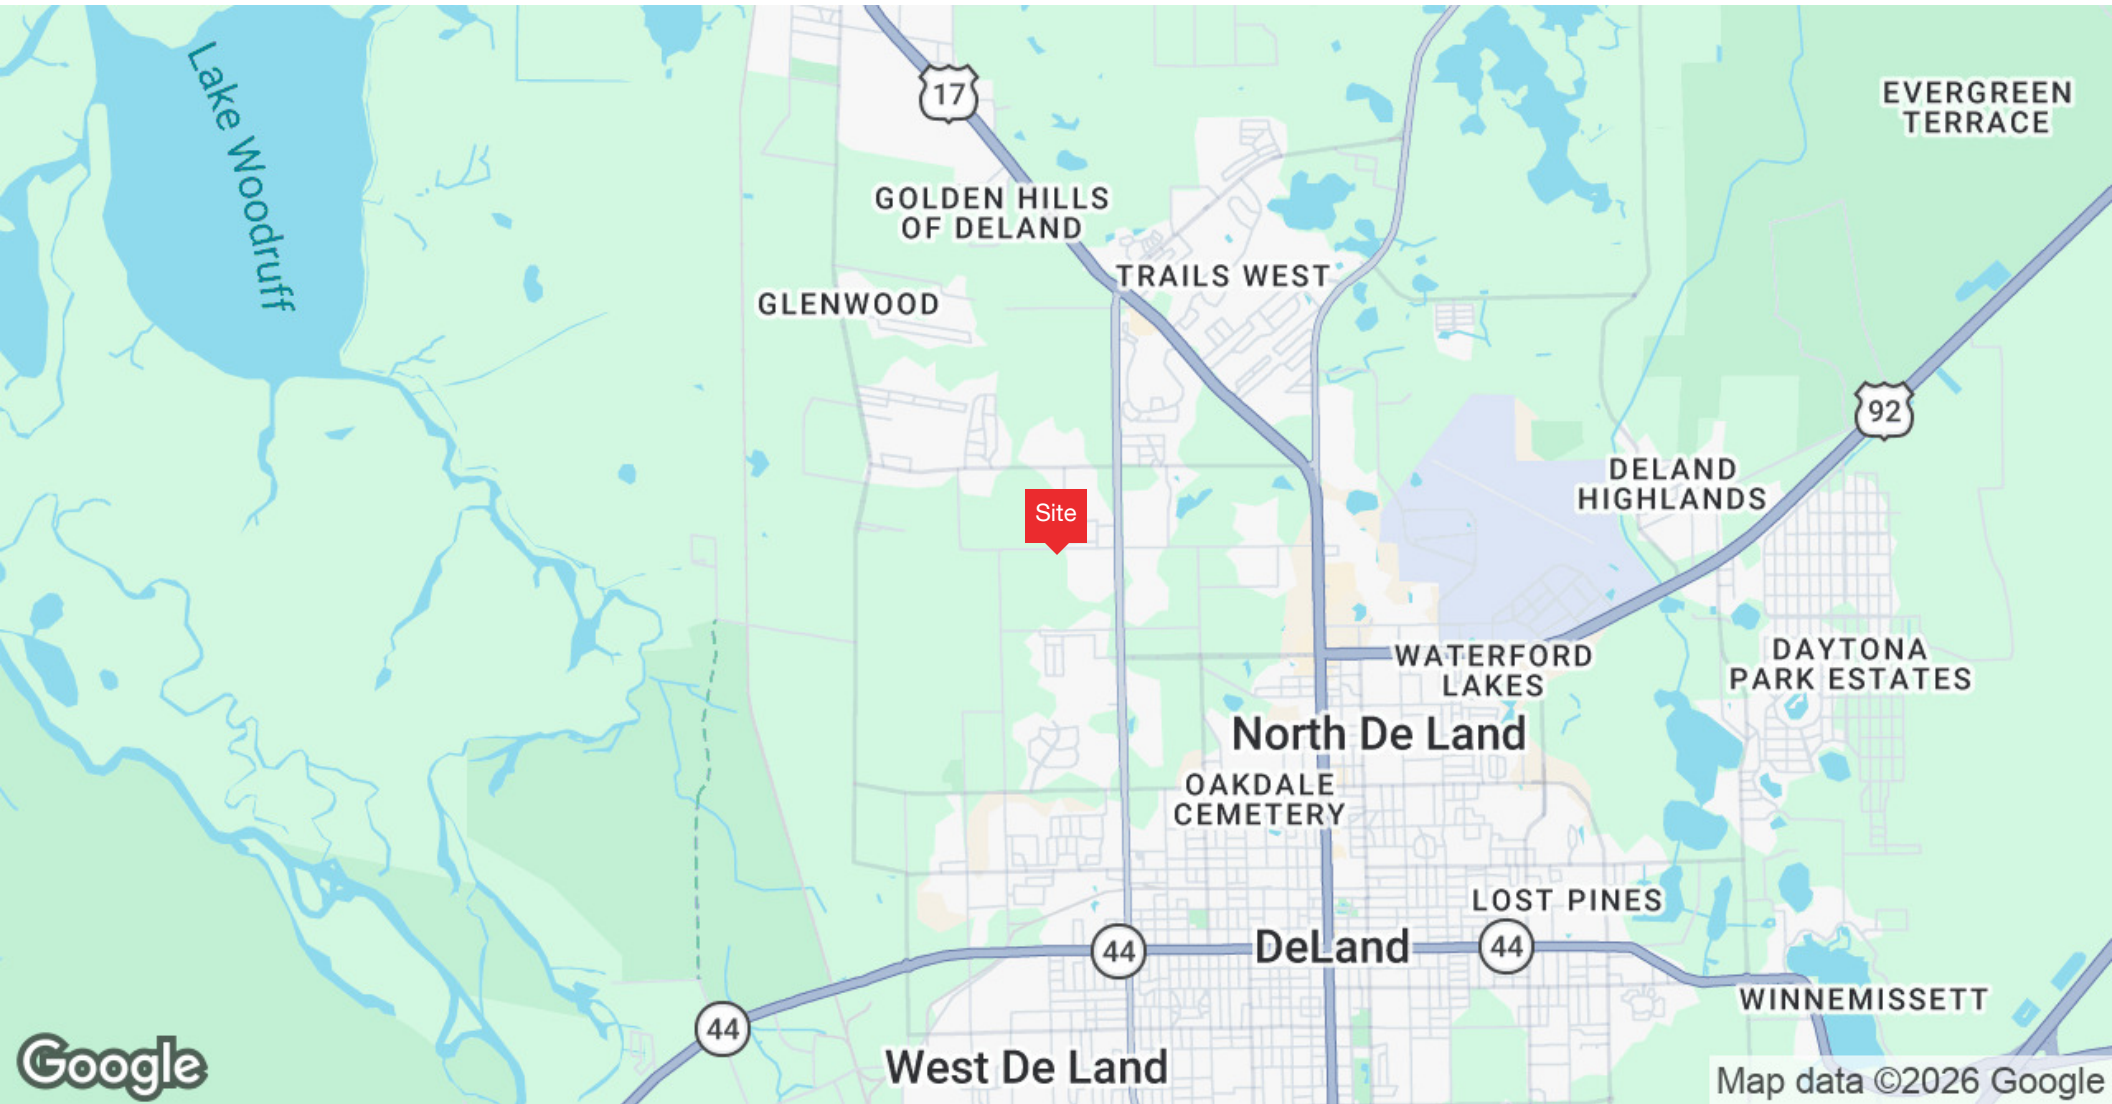 Lake Woodruff
17
EVERGREEN
TERRACE
GOLDEN HILLS
OF DELAND
TRAILS WEST
GLENWOOD
92
DELAND
HIGHLANDS
Site
WATERFORD
LAKES
DAYTONA
PARK ESTATES
North De Land
OAKDALE
CEMETERY
LOST PINES
44
DeLand
44
WINNEMISSETT
44
West De Land
Google
Map data ©2026 Google